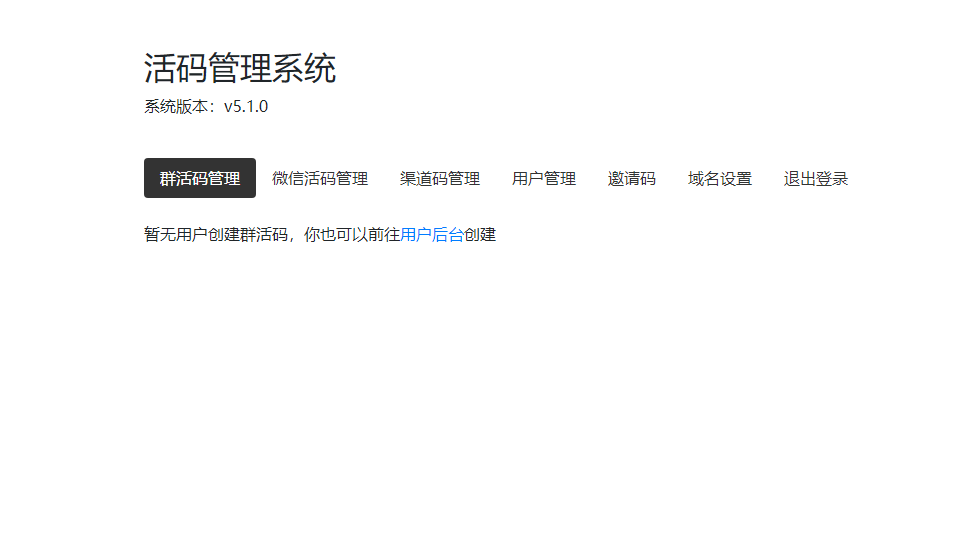 活码管理系统
系统版本：v5.1.0
群活码管理 微信活码管理 渠道码管理 用户管理 邀请码 域名设置 退出登录
暂无用户创建群活码，你也可以前往用户后台创建